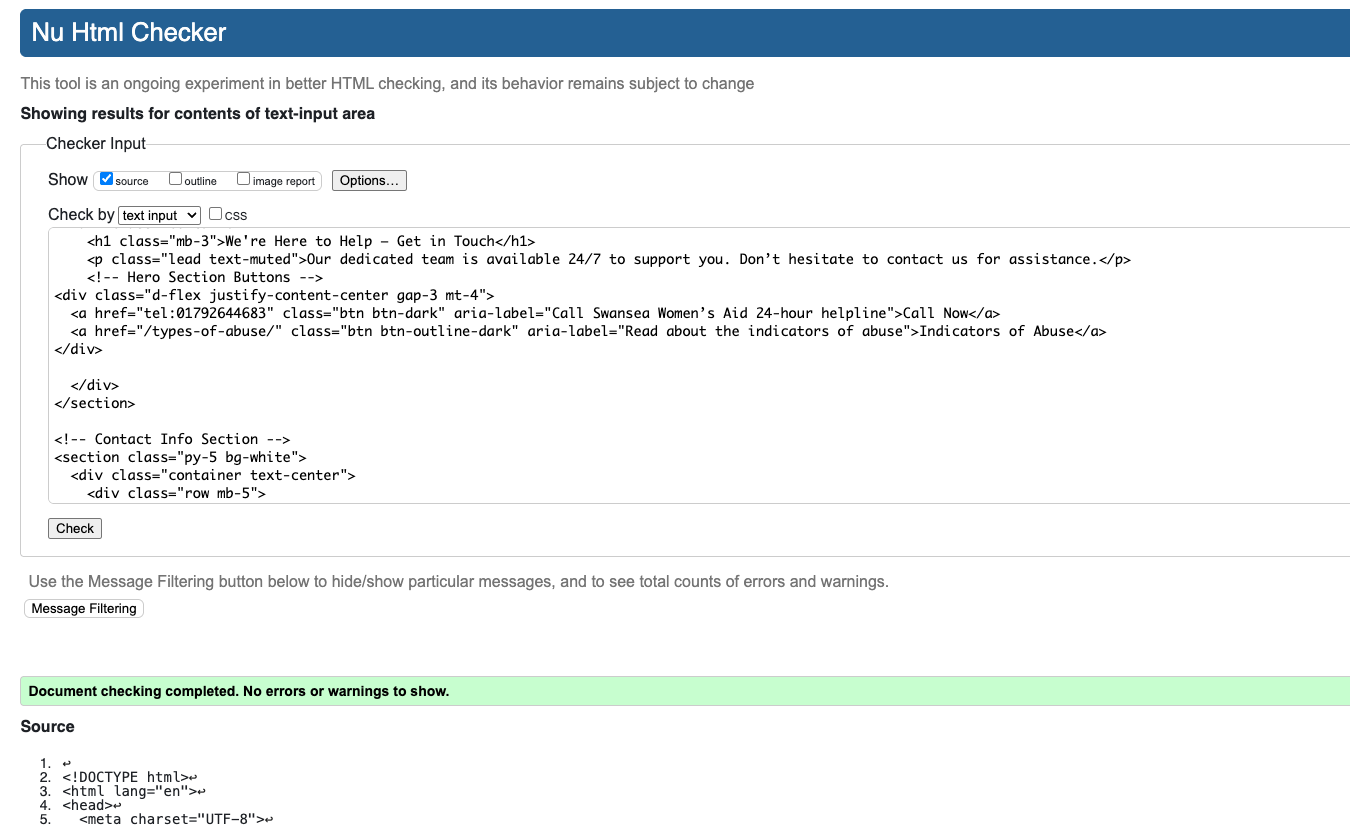 Nu Html Checker
This tool is an ongoing experiment in better HTML checking, and its behavior remains subject to change
Showing results for contents of text-input area
Checker Input
Show source outline image report Options...
Check by text input css
<h1 class="mb-3">We're Here to Help – Get in Touch</h1>
<p class="lead text-muted">Our dedicated team is available 24/7 to support you. Don’t hesitate to contact us for assistance.</p>
<!-- Hero Section Buttons -->
<div class="d-flex justify-content-center gap-3 mt-4">
<a href="tel:01792644683" class="btn btn-dark" aria-label="Call Swansea Women’s Aid 24-hour helpline">Call Now</a>
<a href="/types-of-abuse/" class="btn btn-outline-dark" aria-label="Read about the indicators of abuse">Indicators of Abuse</a>
</div>
</div>
</section>
<!-- Contact Info Section -->
<section class="py-5 bg-white">
<div class="container text-center">
<div class="row mb-5">
Check
Use the Message Filtering button below to hide/show particular messages, and to see total counts of errors and warnings.
Message Filtering
Document checking completed. No errors or warnings to show.
Source
1. ↩
2. <!DOCTYPE html>↩
3. <html lang="en">↩
4. <head>↩
5. <meta charset="UTF-8">↩